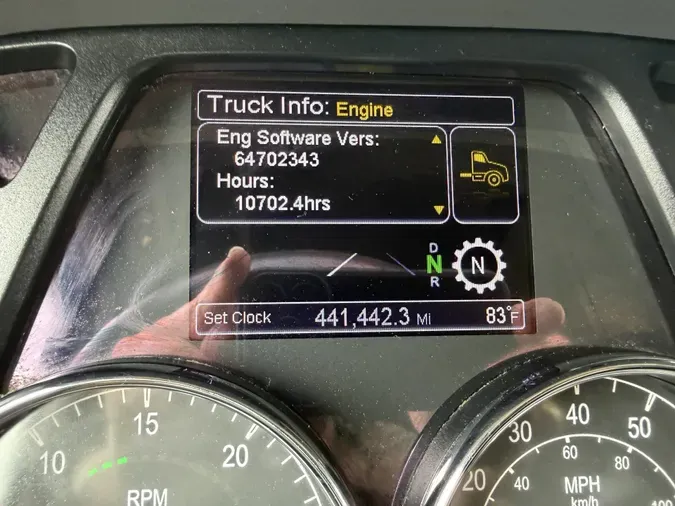 Truck Info: Engine
Eng Software Vers:
64702343
Hours:
10702.4hrs
D
N
R
N
Set Clock 441,442.3 Mi 83°F
10 15 20
RPM
20 30 40 50
40 60 80 100
MPH
km/h